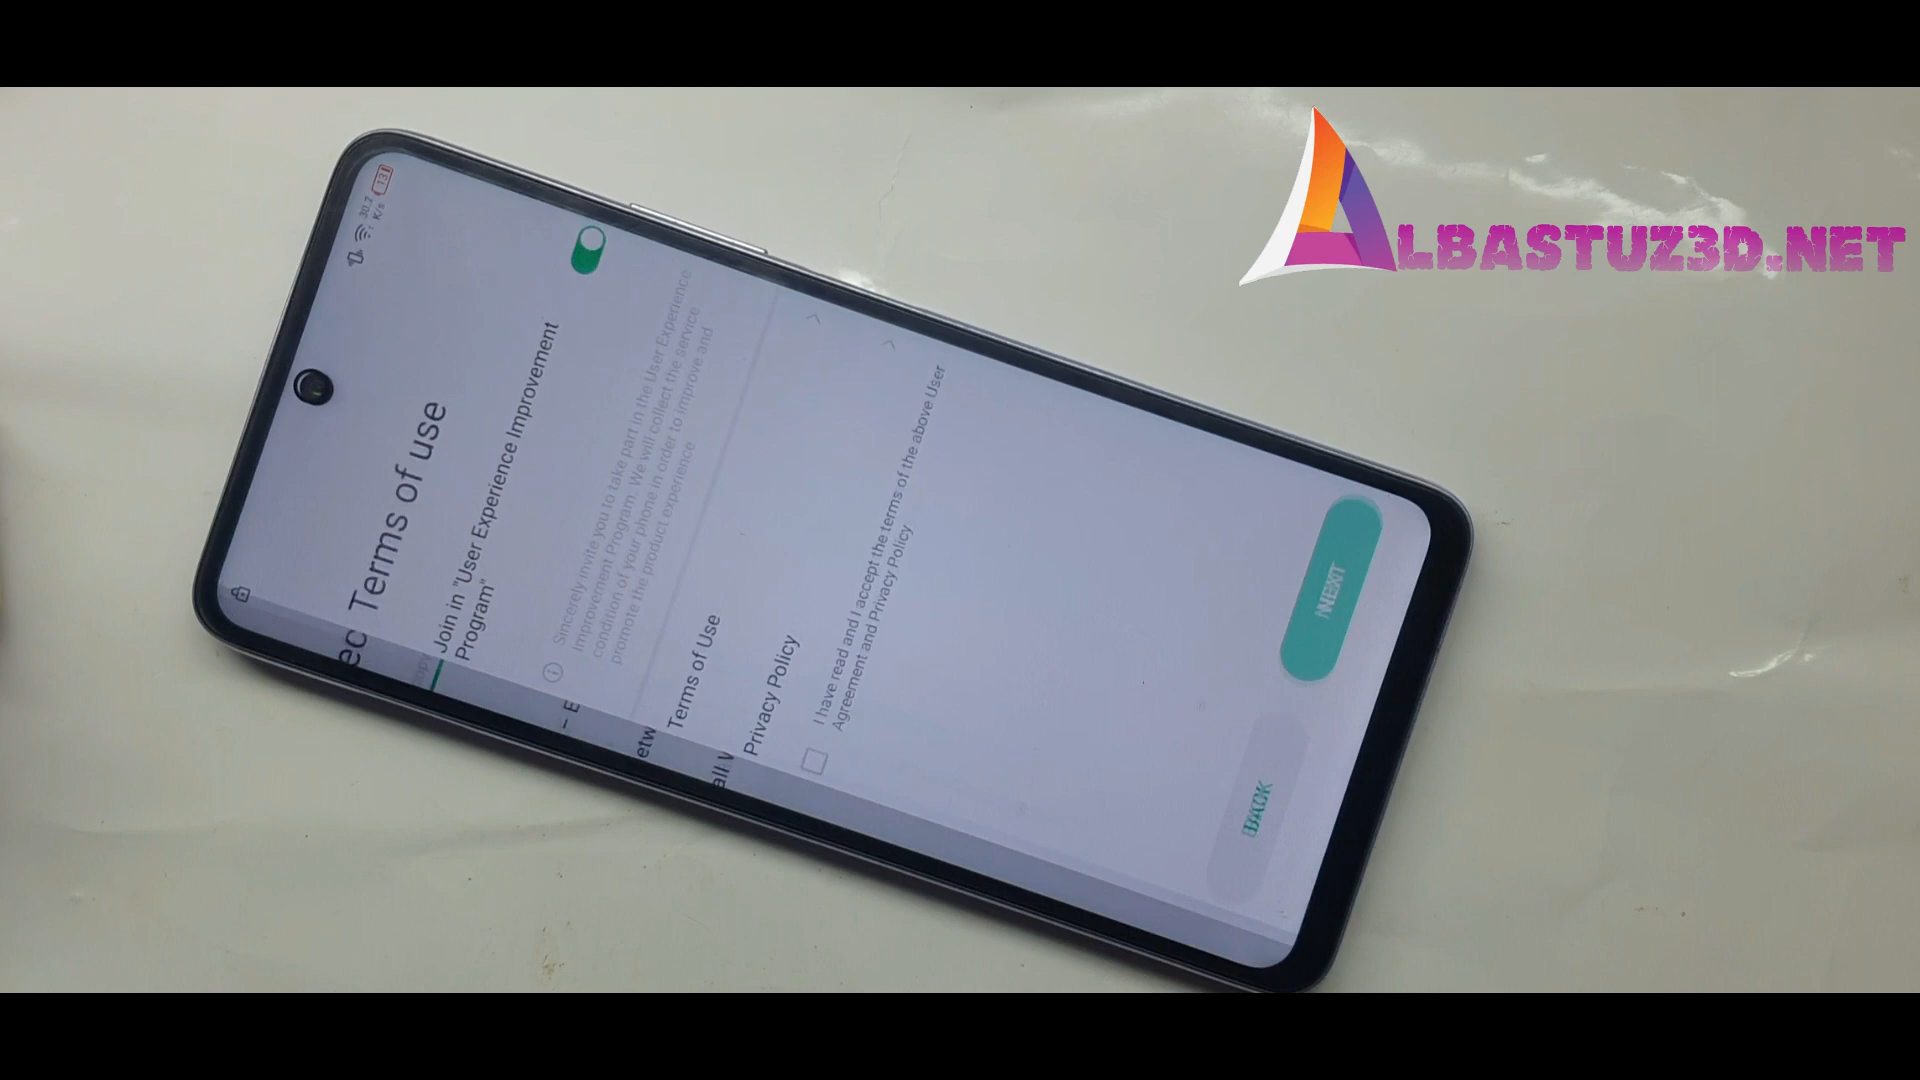 ALBASTUZ3D.NET
30.2
K/s
13
Terms of use
Join in "User Experience Improvement
Program"
Sincerely invite you to take part in the User Experience
Improvement Program. We will collect the service
condition of your phone in order to improve and
promote the product experience
Terms of Use
Privacy Policy
I have read and I accept the terms of the above User
Agreement and Privacy Policy
NEXT
BACK